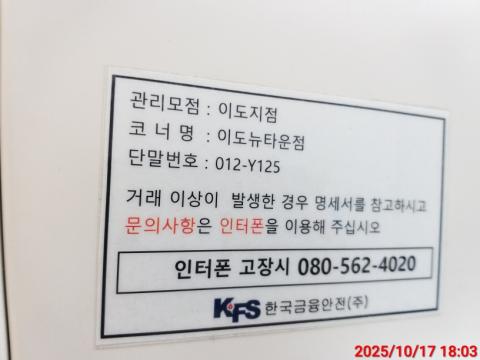 관리모점 : 이도지점
코 너 명 : 이도뉴타운점
단말번호 : 012-Y125
거래 이상이 발생한 경우 명세서를 참고하시고
문의사항은 인터폰을 이용해 주십시오
인터폰 고장시 080-562-4020
KFS 한국금융안전(주)
2025/10/17 18:03